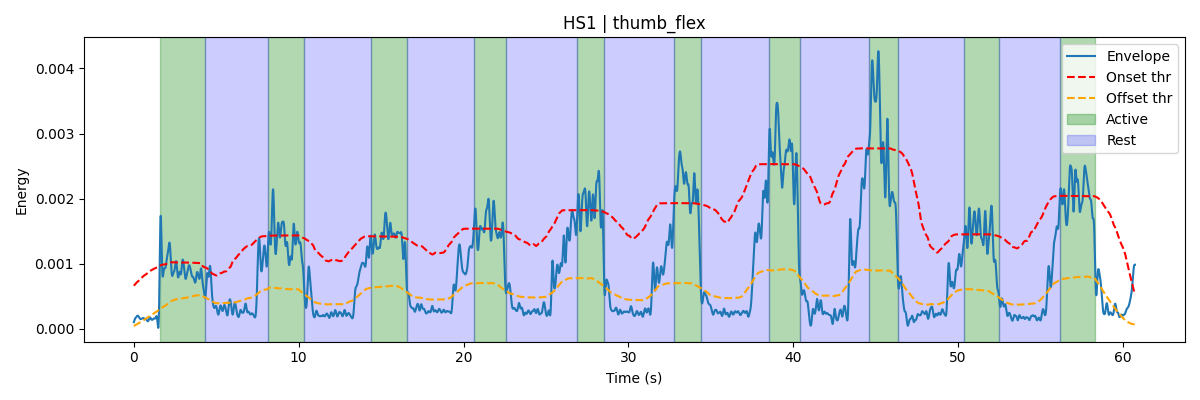 HS1 | thumb_flex
Energy
0.004
0.003
0.002
0.001
0.000
0
10
20
30
40
50
60
Time (s)
Envelope
Onset thr
Offset thr
Active
Rest